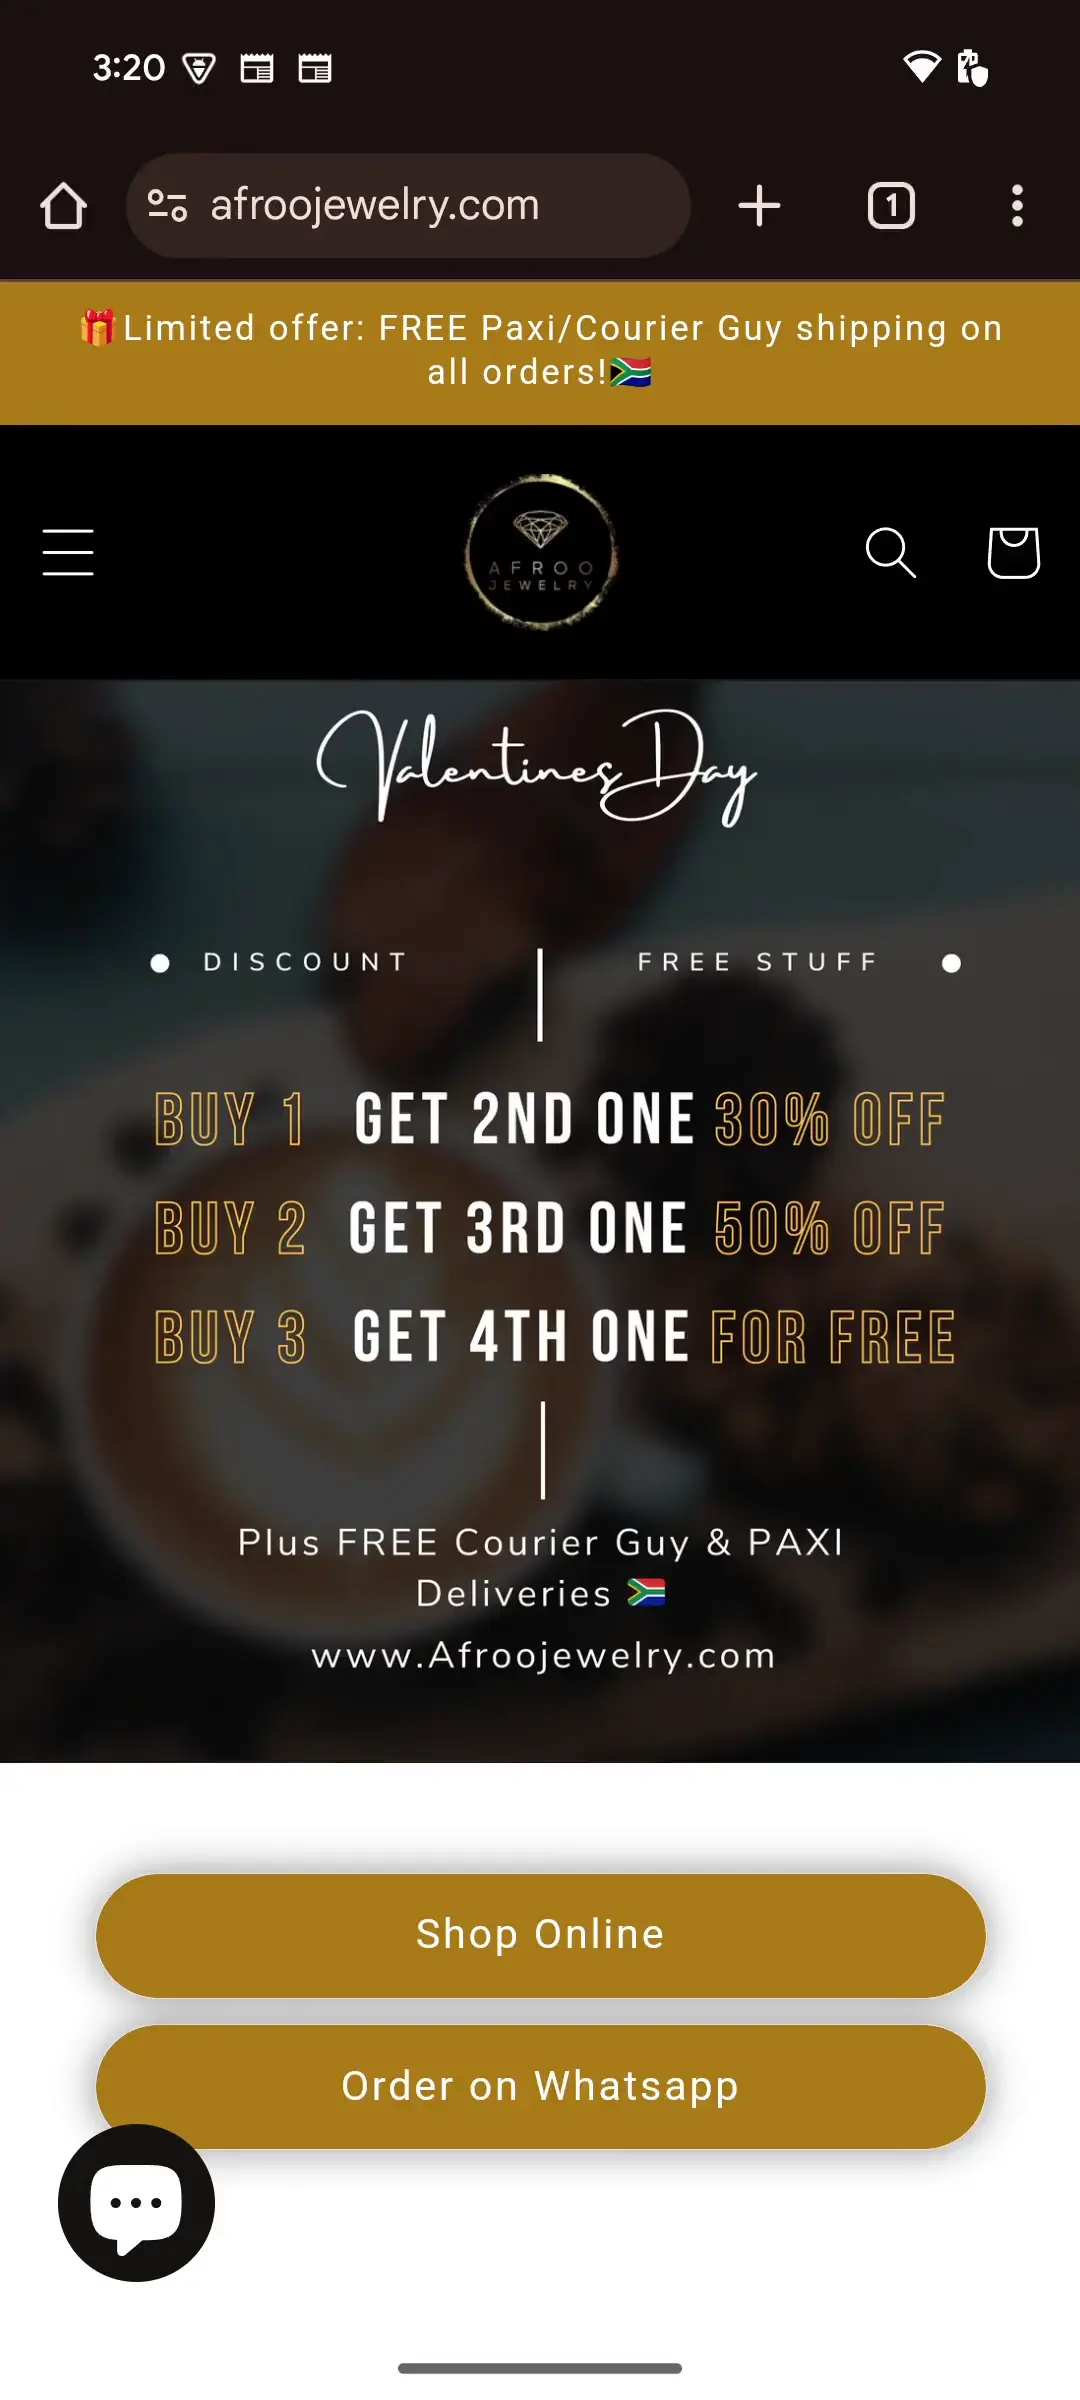 3:20
afroojewelry.com
1
🎁Limited offer: FREE Paxi/Courier Guy shipping on
all orders!🇿🇦
AFROO
JEWELRY
Valentines Day
DISCOUNT
FREE STUFF
BUY 1 GET 2ND ONE 30% OFF
BUY 2 GET 3RD ONE 50% OFF
BUY 3 GET 4TH ONE FOR FREE
Plus FREE Courier Guy & PAXI
Deliveries 🇿🇦
www.Afroojewelry.com
Shop Online
Order on Whatsapp